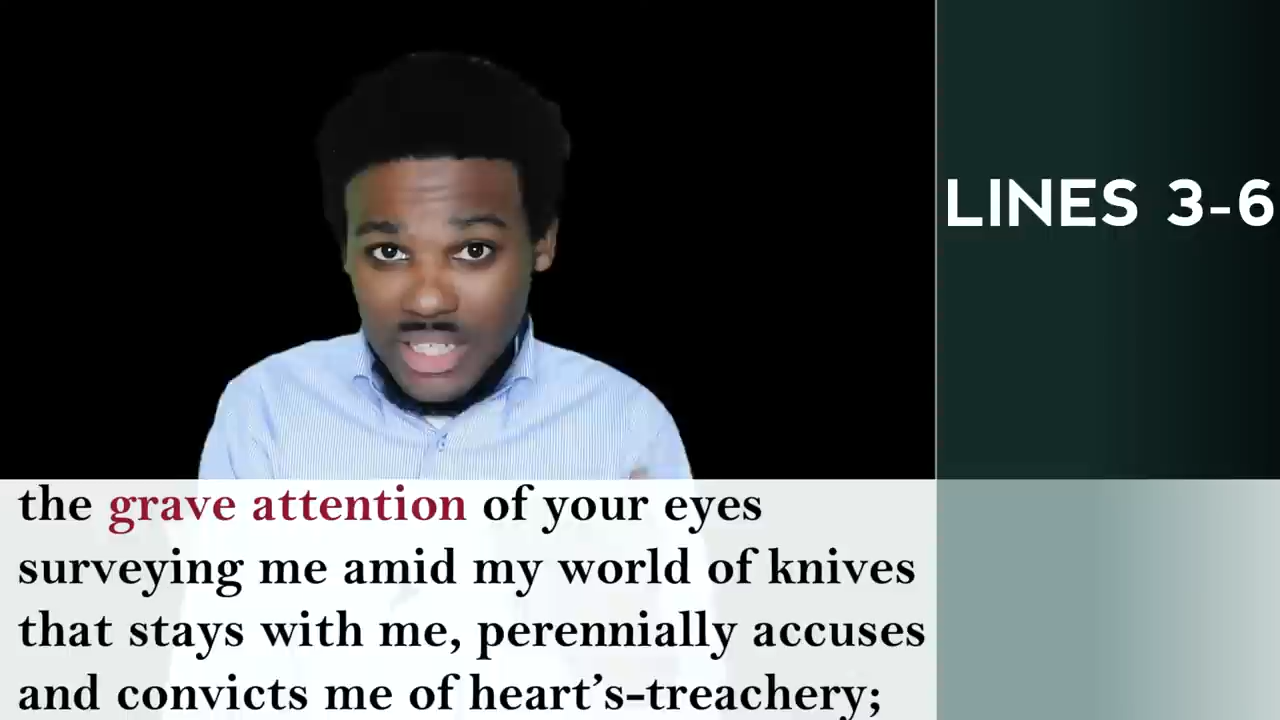 LINES 3-6
the grave attention of your eyes
surveying me amid my world of knives
that stays with me, perennially accuses
and convicts me of heart’s-treachery;